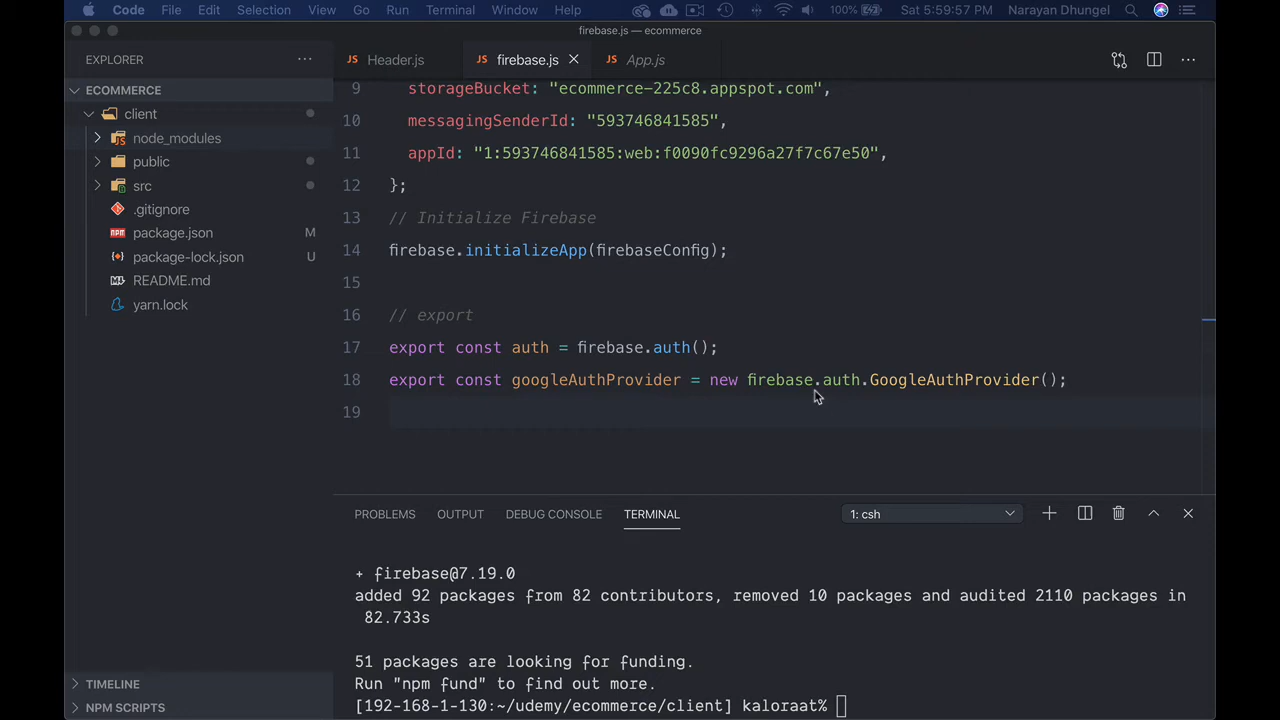 Code File Edit Selection View Go Run Terminal Window Help 100% Sat 5:59:57 PM Narayan Dhungel
firebase.js — ecommerce
EXPLORER
JS Header.js
JS firebase.js
JS App.js
ECOMMERCE
client
node_modules
public
src
.gitignore
package.json M
package-lock.json U
README.md
yarn.lock
TIMELINE
NPM SCRIPTS
9 storageBucket: "ecommerce-225c8.appspot.com",
10 messagingSenderId: "593746841585",
11 appId: "1:593746841585:web:f0090fc9296a27f7c67e50",
12 };
13 // Initialize Firebase
14 firebase.initializeApp(firebaseConfig);
15
16 // export
17 export const auth = firebase.auth();
18 export const googleAuthProvider = new firebase.auth.GoogleAuthProvider();
19
PROBLEMS OUTPUT DEBUG CONSOLE TERMINAL 1: csh
+ firebase@7.19.0
added 92 packages from 82 contributors, removed 10 packages and audited 2110 packages in
82.733s
51 packages are looking for funding.
Run "npm fund" to find out more.
[192-168-1-130:~/udemy/ecommerce/client] kaloraat%